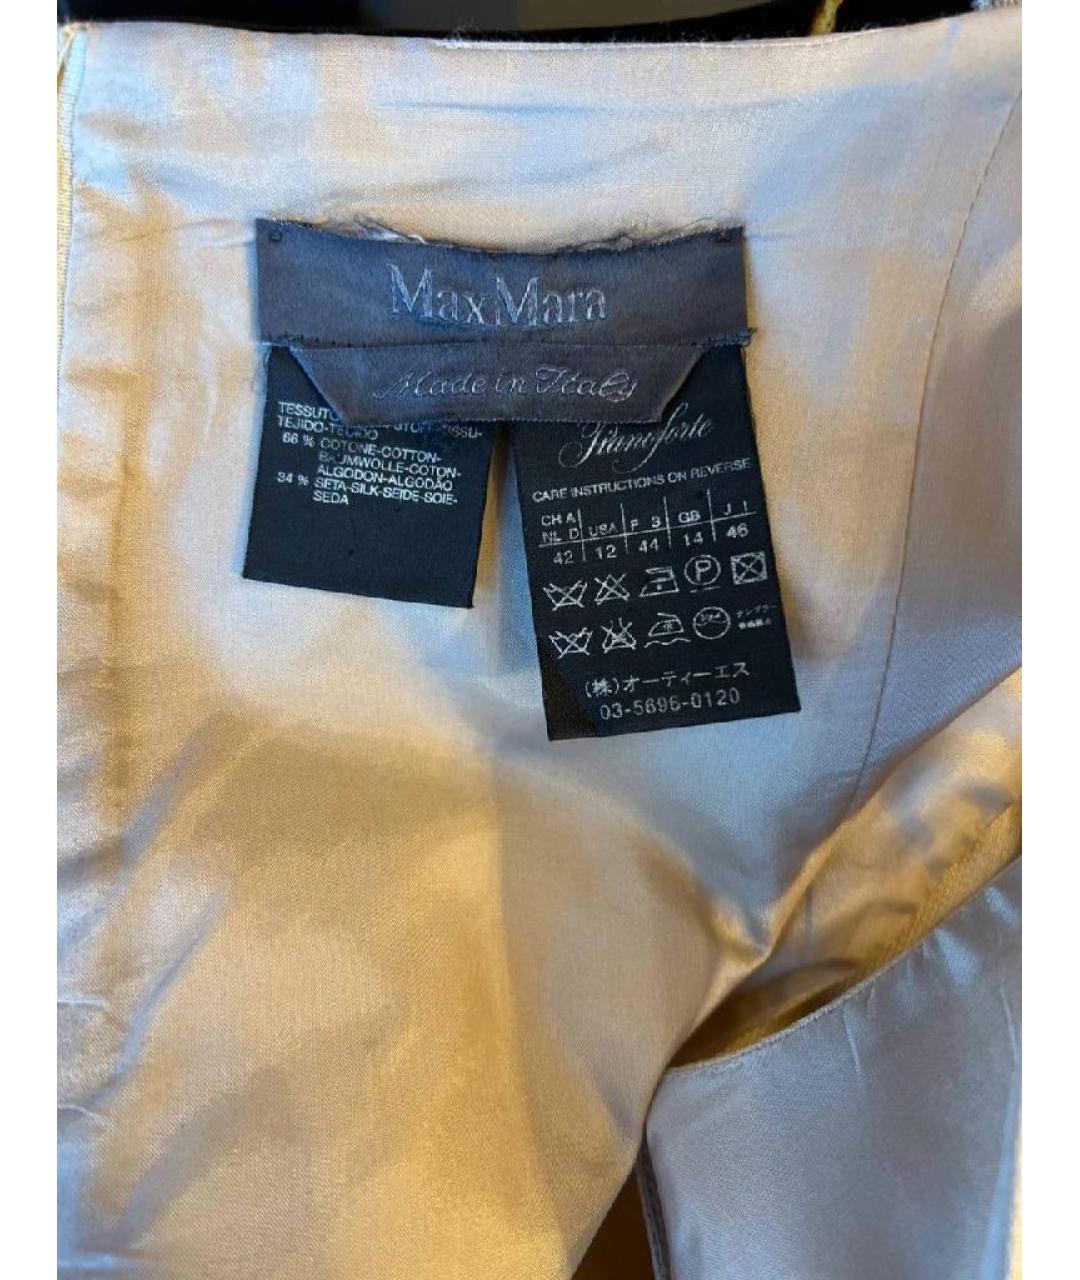 MaxMara
Made in Italy
TEJIDO-TECIDO
66 % COTONE-COTTON-
BAUMWOLLE-COTON-
ALGODON-ALGODÃO
34 % SETA-SILK-SEIDE-SOIE-
SEDA
Pianoforte
CARE INSTRUCTIONS ON REVERSE
CH A
NL D USA F GB J I
42 12 44 14 46
P
(株)オーティーエス
03-5696-0120